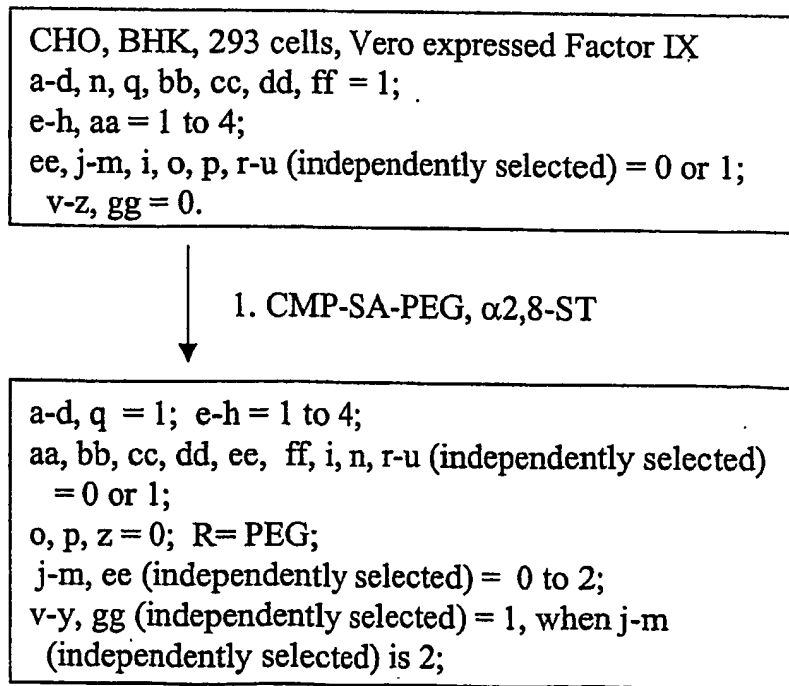 CHO, BHK, 293 cells, Vero expressed Factor IX
a-d, n, q, bb, cc, dd, ff = 1;
e-h, aa = 1 to 4;
ee, j-m, i, o, p, r-u (independently selected) = 0 or 1;
v-z, gg = 0.
1. CMP-SA-PEG, α2,8-ST
a-d, q = 1; e-h = 1 to 4;
aa, bb, cc, dd, ee, ff, i, n, r-u (independently selected)
= 0 or 1;
o, p, z = 0; R= PEG;
j-m, ee (independently selected) = 0 to 2;
v-y, gg (independently selected) = 1, when j-m
(independently selected) is 2;